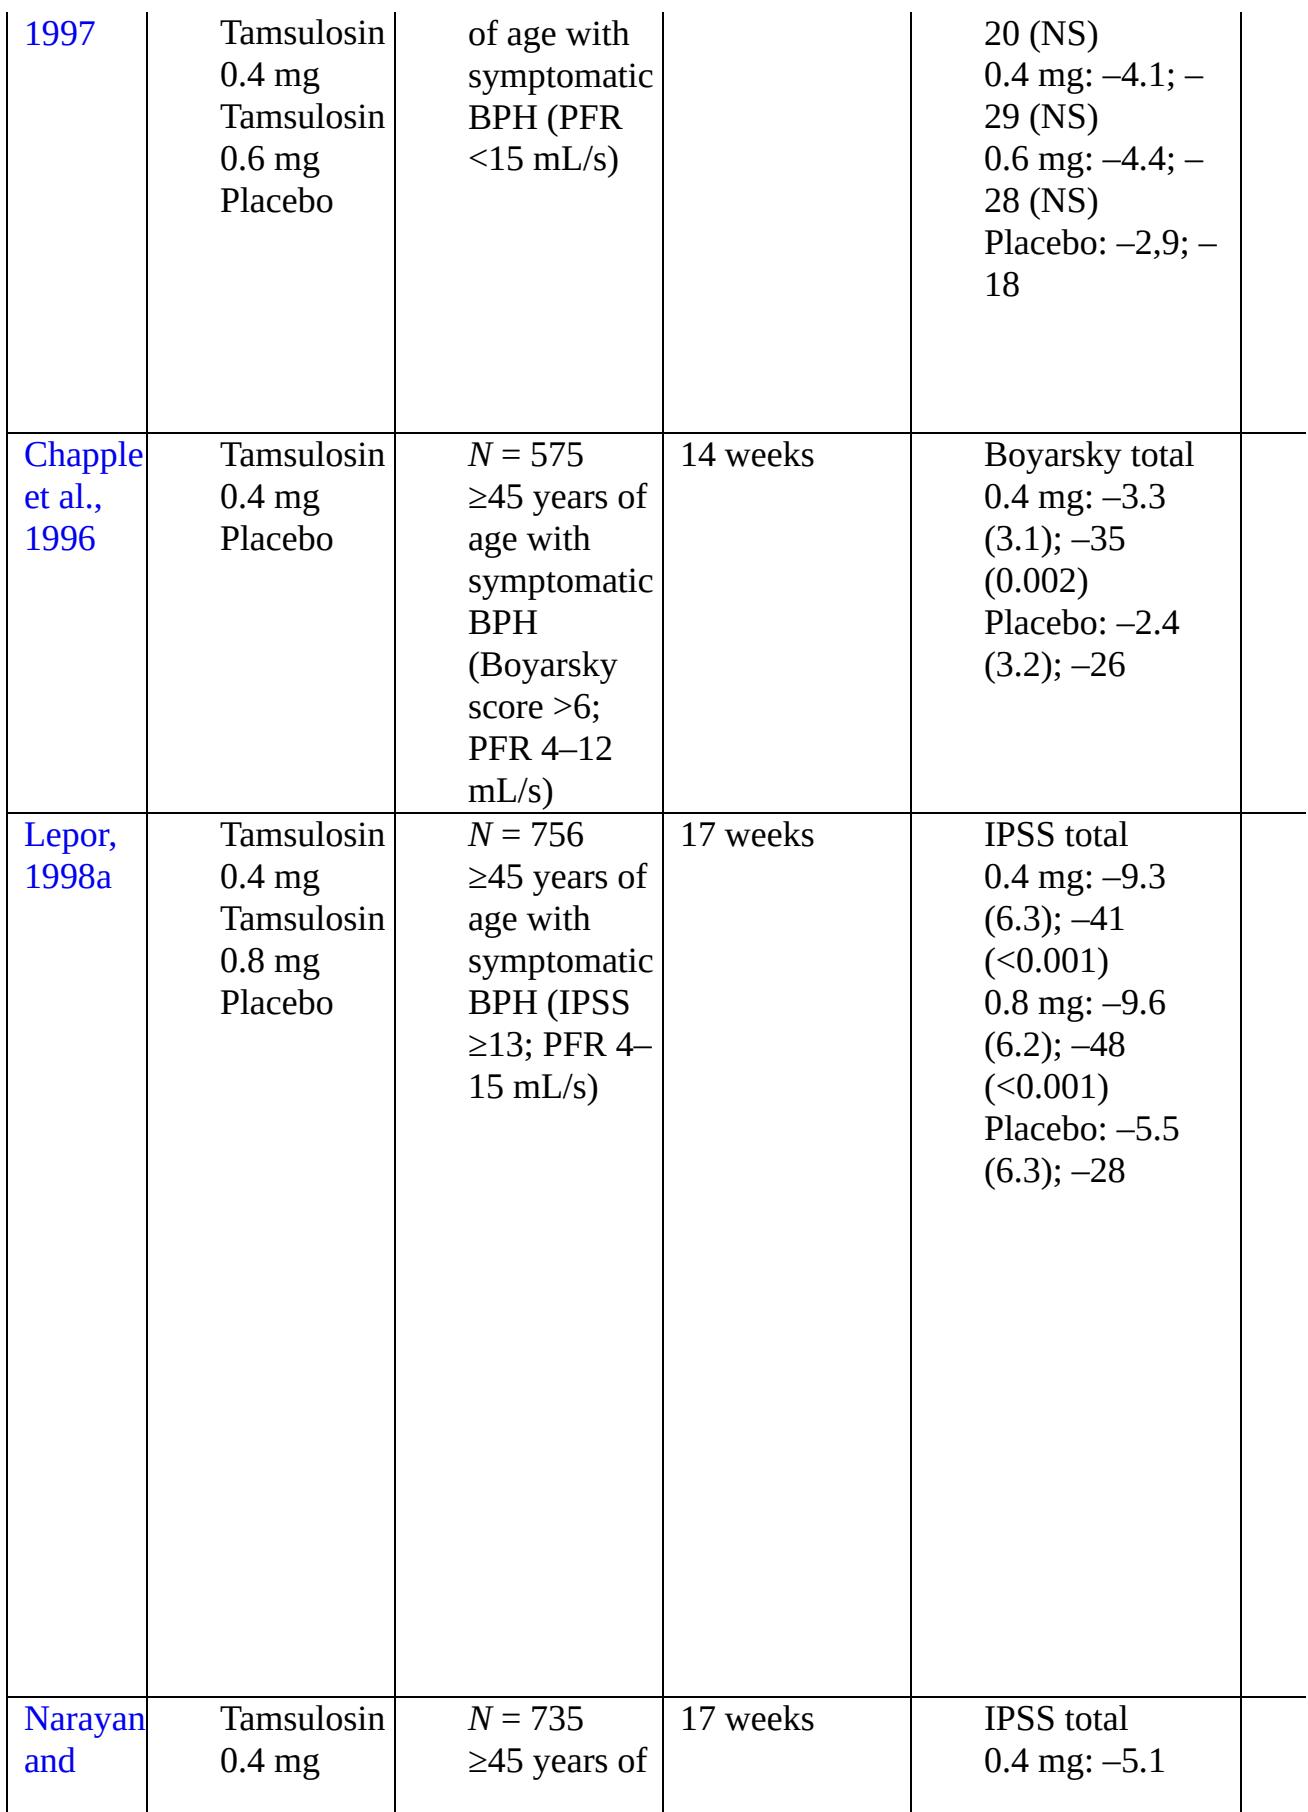 1997
Tamsulosin
0.4 mg
Tamsulosin
0.6 mg
Placebo
of age with
symptomatic
BPH (PFR
<15 mL/s)
20 (NS)
0.4 mg: –4.1; –
29 (NS)
0.6 mg: –4.4; –
28 (NS)
Placebo: –2,9; –
18
Chapple
et al.,
1996
Tamsulosin
0.4 mg
Placebo
N = 575
≥45 years of
age with
symptomatic
BPH
(Boyarsky
score >6;
PFR 4–12
mL/s)
14 weeks
Boyarsky total
0.4 mg: –3.3
(3.1); –35
(0.002)
Placebo: –2.4
(3.2); –26
Lepor,
1998a
Tamsulosin
0.4 mg
Tamsulosin
0.8 mg
Placebo
N = 756
≥45 years of
age with
symptomatic
BPH (IPSS
≥13; PFR 4–
15 mL/s)
17 weeks
IPSS total
0.4 mg: –9.3
(6.3); –41
(<0.001)
0.8 mg: –9.6
(6.2); –48
(<0.001)
Placebo: –5.5
(6.3); –28
Narayan
and
Tamsulosin
0.4 mg
N = 735
≥45 years of
17 weeks
IPSS total
0.4 mg: –5.1